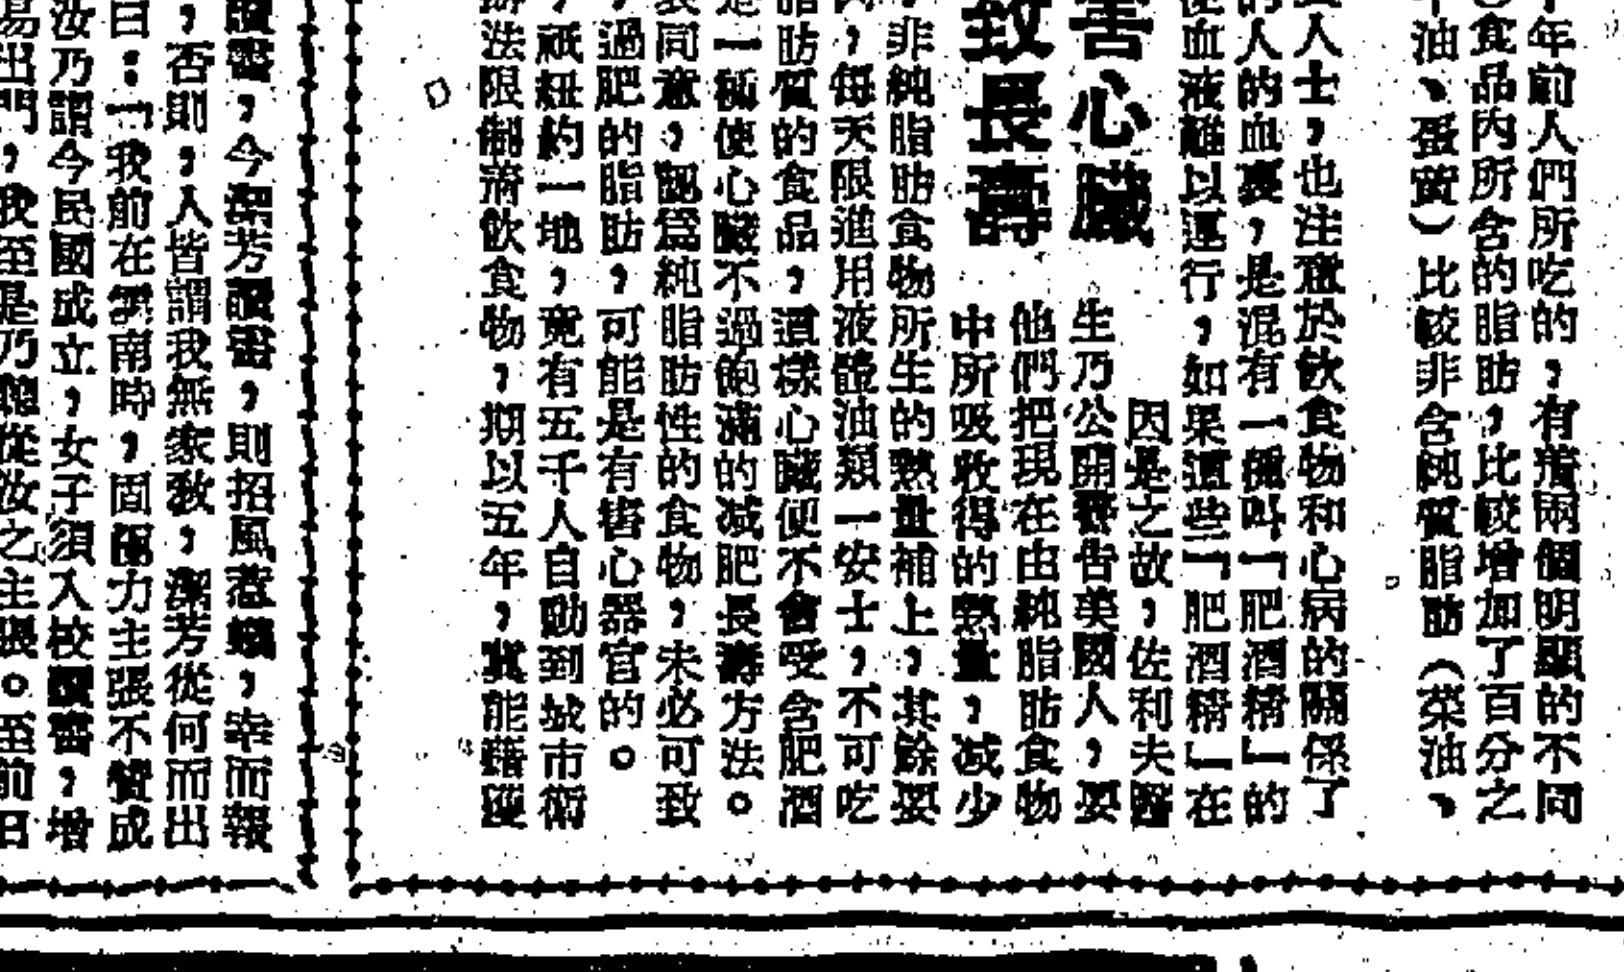 年前人們所吃的，有着兩個明顯的不同
食品內所含的脂肪，比較增加了百分之
油、蛋黃）比較非含純質脂肪（菜油、
人士，也注意於飲食物和心病的關係了
的人的血裏，是混有一種叫「肥酒精」的
使血液難以運行，如果這些「肥酒精」在
因是之故，佐利夫醫
害心臟
生乃公開警告美國人，要
他們把現在由純脂肪食物
致長壽
中所吸收得的熱量，减少
非純脂肪食物所生的熱量補上，其餘要
，每天限進用液體油類一安士，不可吃
脂肪質的食品，這樣心臟便不會受含肥酒
是一種使心臟不過飽滿的减肥長壽方法。
同意，認爲純脂肪性的食物，未必可致
，過肥的脂肪，可能是有害心器官的。
，祇紐約一地，竟有五千人自動到城市衛
辦法限制着飲食物，期以五年，冀能藉獲
讀書，今潔芳讀書，則招風惹蝶，幸而報
，否則，人皆謂我無家敎，潔芳從何而出
曰：「我前在雲南時，固極力主張不贊成
汝乃謂今民國成立，女子須入校讀書，增
易出門，我至是乃聽從汝之主張。至前日